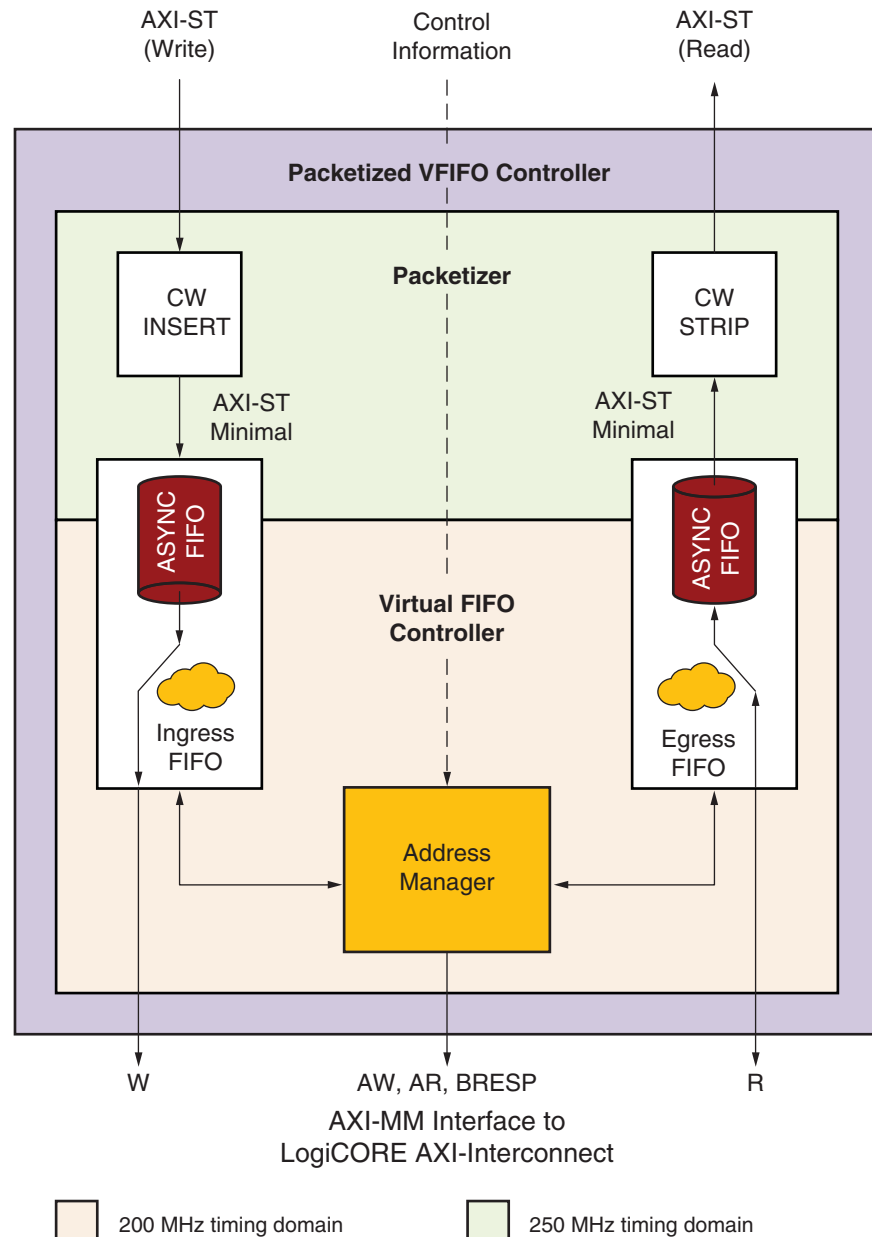 AXI-ST
(Write)
Control
Information
AXI-ST
(Read)
Packetized VFIFO Controller
Packetizer
CW
INSERT
CW
STRIP
AXI-ST
Minimal
AXI-ST
Minimal
ASYNC
FIFO
ASYNC
FIFO
Virtual FIFO
Controller
Ingress
FIFO
Egress
FIFO
Address
Manager
W
AW, AR, BRESP
R
AXI-MM Interface to
LogiCORE AXI-Interconnect
200 MHz timing domain
250 MHz timing domain